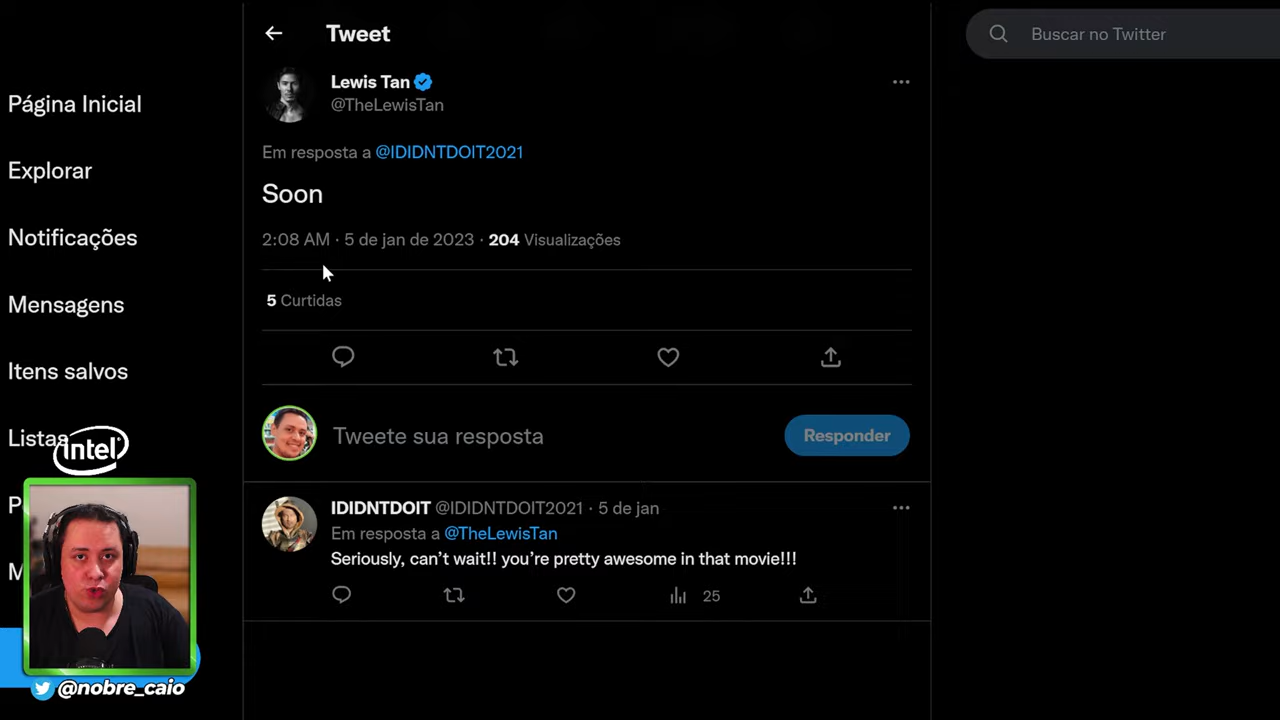 Tweet
Buscar no Twitter
Lewis Tan
@TheLewisTan
Página Inicial
Em resposta a @IDIDNTDOIT2021
Explorar
Soon
Notificações
2:08 AM · 5 de jan de 2023 · 204 Visualizações
Mensagens
5 Curtidas
Itens salvos
Listas
intel
Tweete sua resposta
Responder
P
IDIDNTDOIT @IDIDNTDOIT2021 · 5 de jan
Em resposta a @TheLewisTan
Seriously, can't wait!! you're pretty awesome in that movie!!!
M
25
@nobre_caio